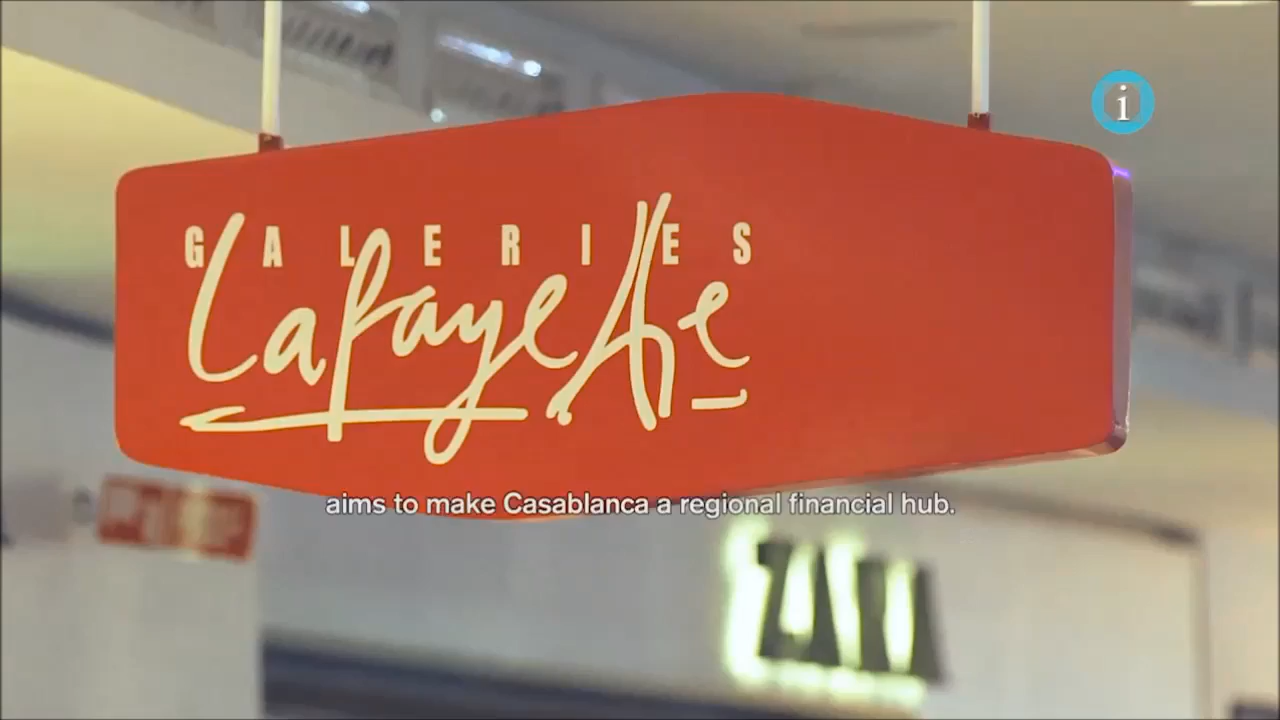 i
GALERIES
Lafayette
aims to make Casablanca a regional financial hub.
ZARA